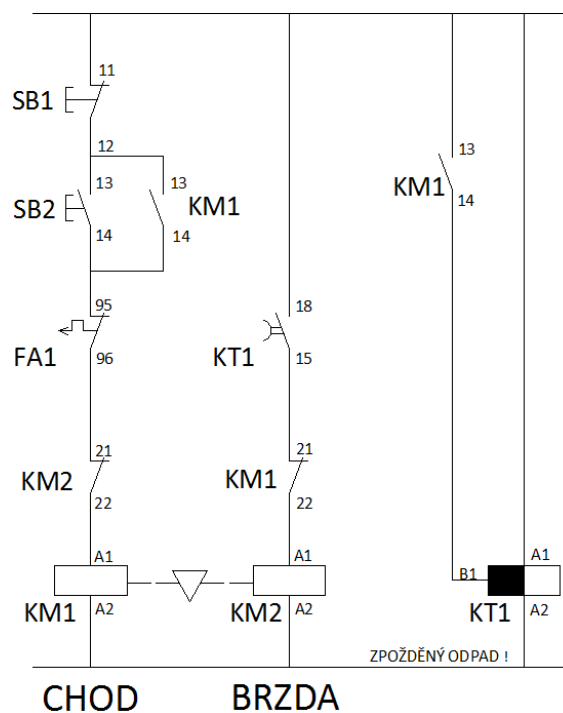 11
SB1
12
13
SB2
14
13
KM1
14
13
KM1
14
95
FA1
96
18
KT1
15
21
KM2
22
21
KM1
22
A1
KM1
A2
A1
KM2
A2
B1
A1
KT1
A2
ZPOŽDĚNÝ ODPAD !
CHOD
BRZDA